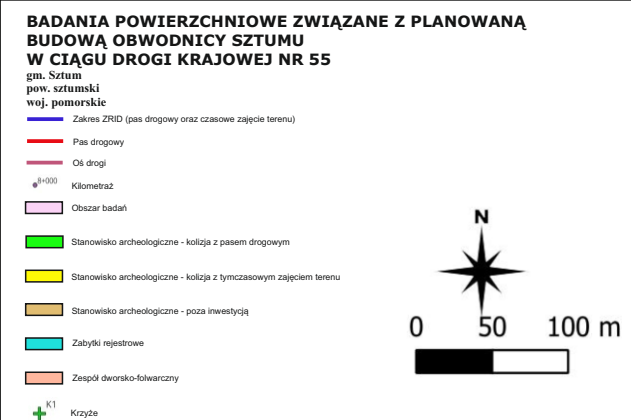 BADANIA POWIERZCHNIOWE ZWIĄZANE Z PLANOWANĄ
BUDOWĄ OBWODNICY SZTUMU
W CIĄGU DROGI KRAJOWEJ NR 55
gm. Sztum
pow. sztumski
woj. pomorskie
Zakres ZRID (pas drogowy oraz czasowe zajęcie terenu)
Pas drogowy
Oś drogi
8+000 Kilometraż
Obszar badań
Stanowisko archeologiczne - kolizja z pasem drogowym
Stanowisko archeologiczne - kolizja z tymczasowym zajęciem terenu
Stanowisko archeologiczne - poza inwestycją
Zabytki rejestrowe
Zespół dworsko-folwarczny
K1 Krzyże
N
0 50 100 m